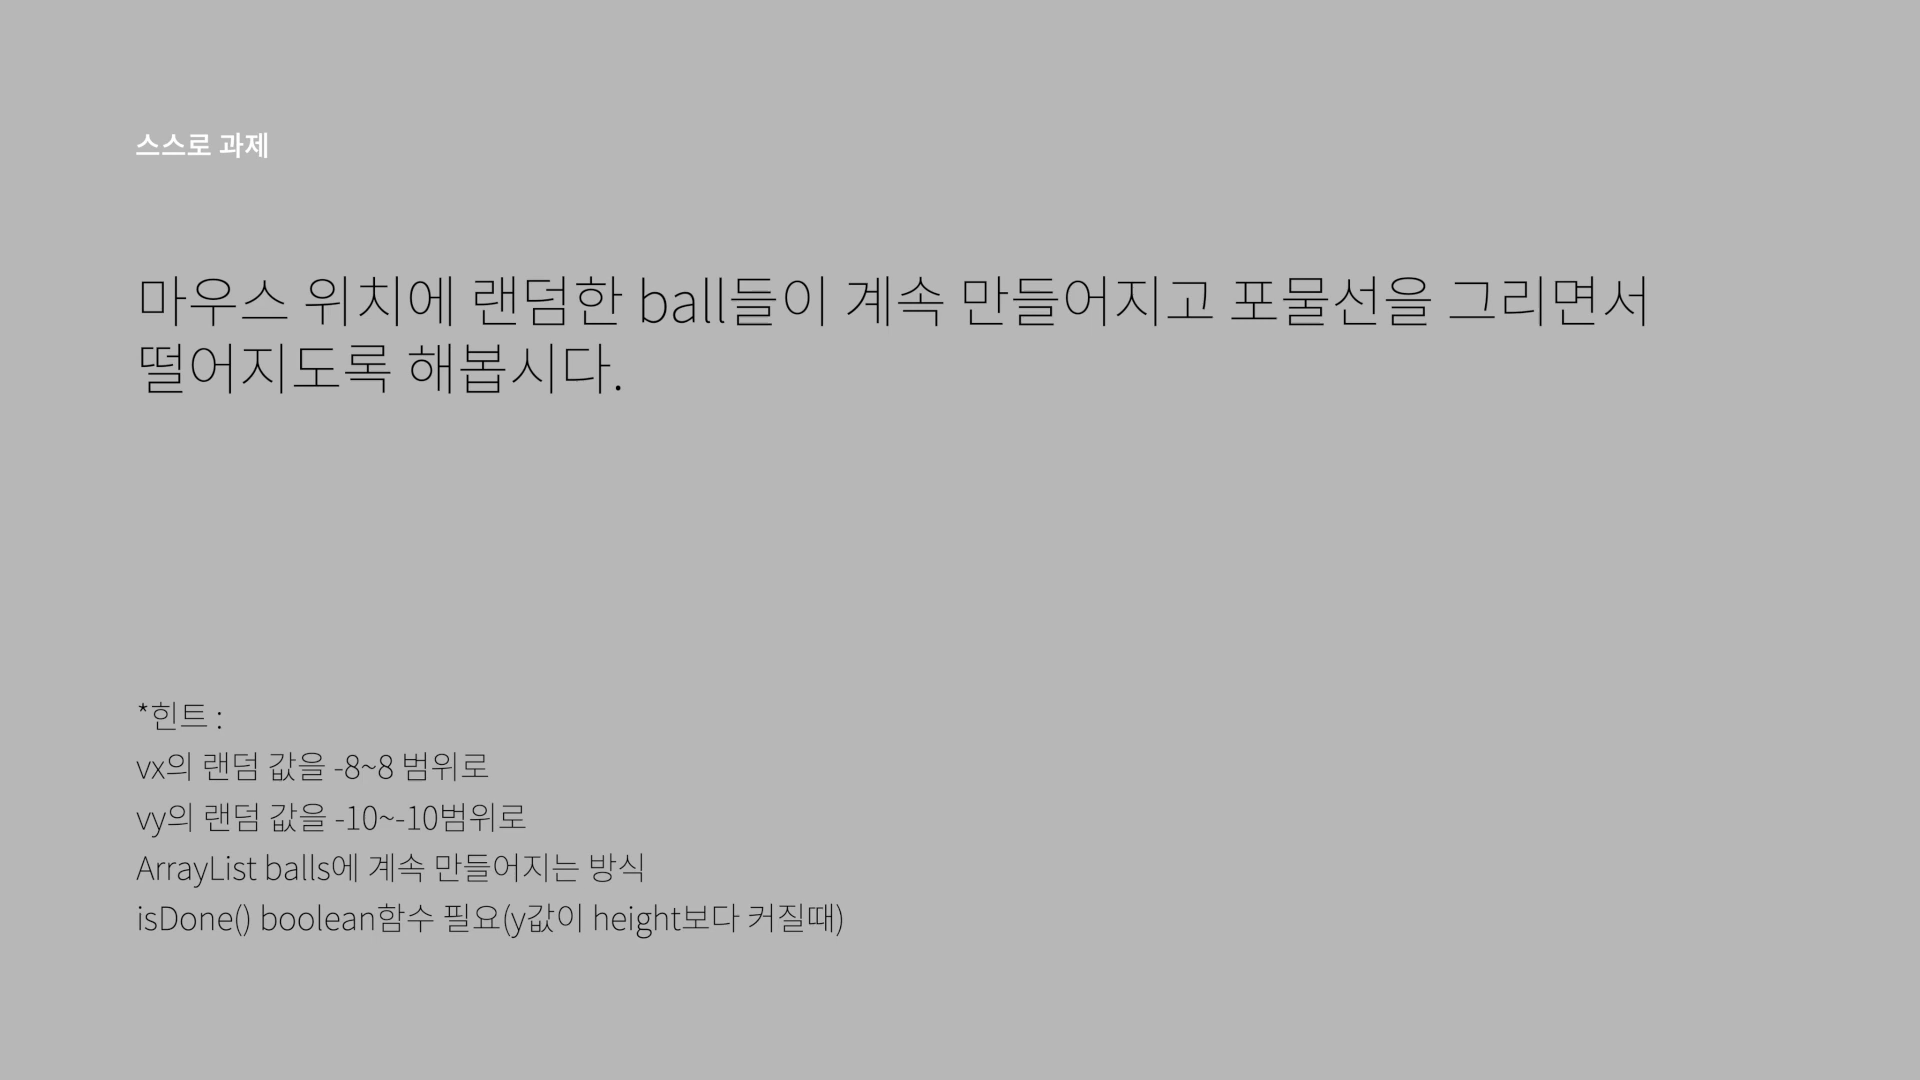 스스로 과제
마우스 위치에 랜덤한 ball들이 계속 만들어지고 포물선을 그리면서
떨어지도록 해봅시다.
*힌트 :
vx의 랜덤 값을 -8~8 범위로
vy의 랜덤 값을 -10~-10범위로
ArrayList balls에 계속 만들어지는 방식
isDone() boolean함수 필요(y값이 height보다 커질때)